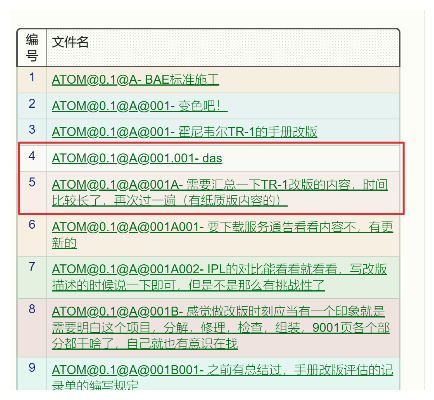 编号 文件名
1 ATOM@0.1@A- BAE标准施工
2 ATOM@0.1@A@001- 变色吧！
3 ATOM@0.1@A@001- 霍尼韦尔TR-1的手册改版
4 ATOM@0.1@A@001.001- das
5 ATOM@0.1@A@001A- 需要汇总一下TR-1改版的内容，时间
比较长了，再次过一遍（有纸质版内容的）
6 ATOM@0.1@A@001A001- 要下载服务通告看看内容不，有更
新的
7 ATOM@0.1@A@001A002- IPL的对比能看看就看看，写改版
描述的时候说一下即可，但是不是那么有挑战性了
8 ATOM@0.1@A@001B- 感觉做改版时刻应当有一个印象就是
需要明白这个项目，分解，修理，检查，组装，9001页各个部
分都干啥了，自己就也有意识在找
9 ATOM@0.1@A@001B001- 之前有总结过，手册改版评估的记
录单的编写规定